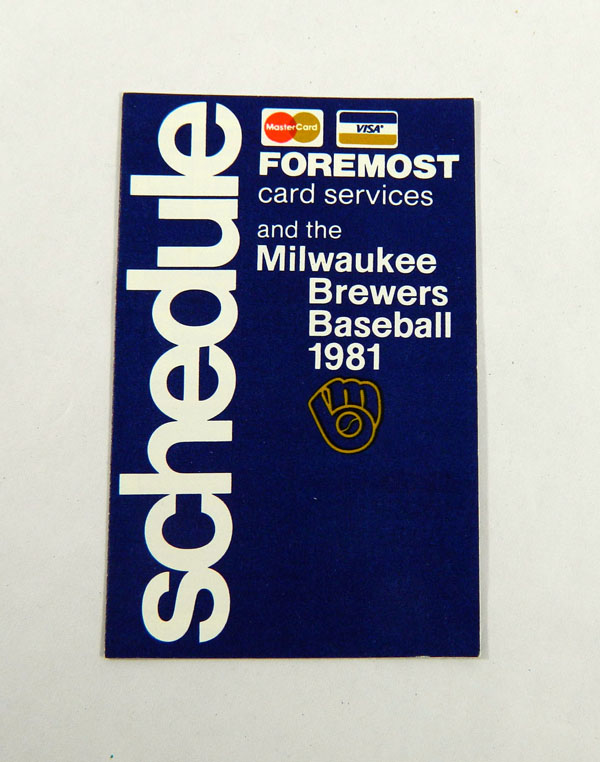 schedule
MasterCard VISA®
FOREMOST
card services
and the
Milwaukee
Brewers
Baseball
1981